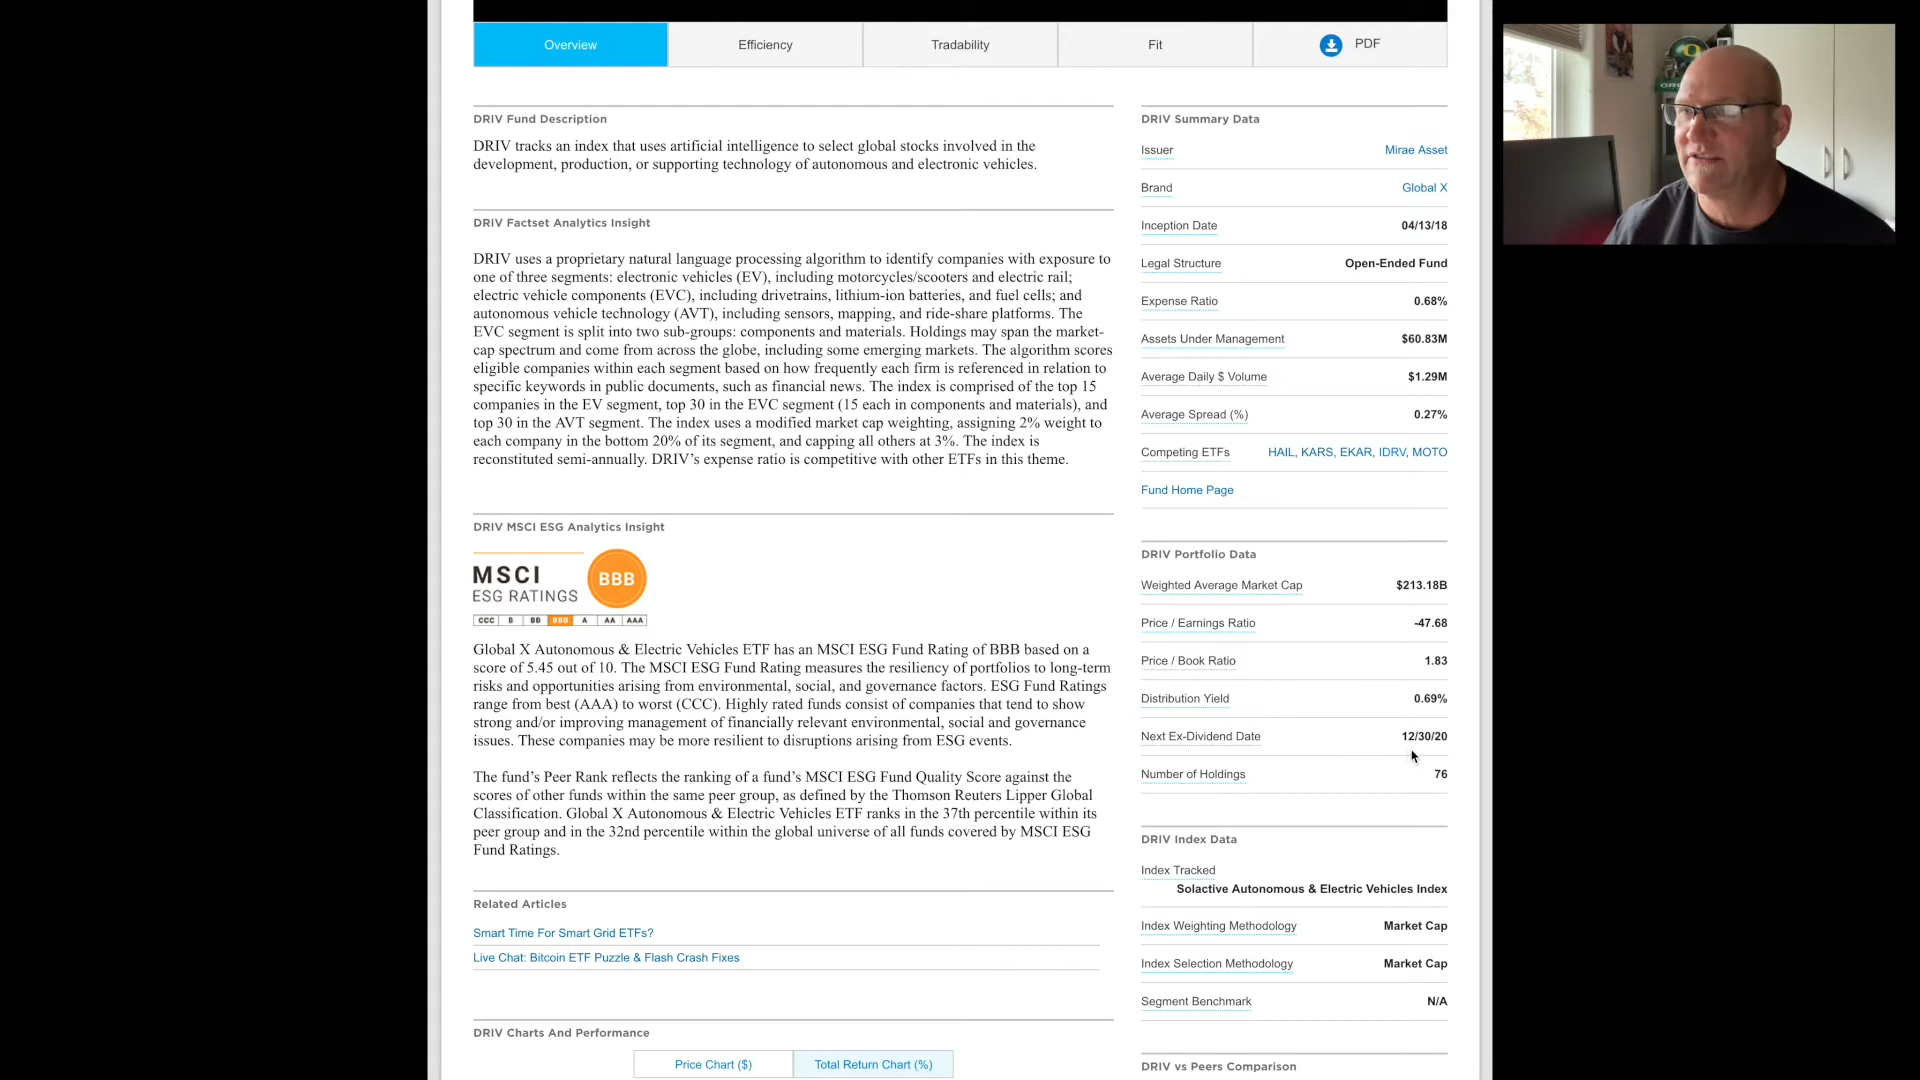 Overview
Efficiency
Tradability
Fit
PDF
DRIV Fund Description
DRIV tracks an index that uses artificial intelligence to select global stocks involved in the
development, production, or supporting technology of autonomous and electronic vehicles.
DRIV Factset Analytics Insight
DRIV uses a proprietary natural language processing algorithm to identify companies with exposure to
one of three segments: electronic vehicles (EV), including motorcycles/scooters and electric rail;
electric vehicle components (EVC), including drivetrains, lithium-ion batteries, and fuel cells; and
autonomous vehicle technology (AVT), including sensors, mapping, and ride-share platforms. The
EVC segment is split into two sub-groups: components and materials. Holdings may span the market-
cap spectrum and come from across the globe, including some emerging markets. The algorithm scores
eligible companies within each segment based on how frequently each firm is referenced in relation to
specific keywords in public documents, such as financial news. The index is comprised of the top 15
companies in the EV segment, top 30 in the EVC segment (15 each in components and materials), and
top 30 in the AVT segment. The index uses a modified market cap weighting, assigning 2% weight to
each company in the bottom 20% of its segment, and capping all others at 3%. The index is
reconstituted semi-annually. DRIV's expense ratio is competitive with other ETFs in this theme.
DRIV MSCI ESG Analytics Insight
MSCI
ESG RATINGS
BBB
CCC B BB BBB A AA AAA
Global X Autonomous & Electric Vehicles ETF has an MSCI ESG Fund Rating of BBB based on a
score of 5.45 out of 10. The MSCI ESG Fund Rating measures the resiliency of portfolios to long-term
risks and opportunities arising from environmental, social, and governance factors. ESG Fund Ratings
range from best (AAA) to worst (CCC). Highly rated funds consist of companies that tend to show
strong and/or improving management of financially relevant environmental, social and governance
issues. These companies may be more resilient to disruptions arising from ESG events.
The fund's Peer Rank reflects the ranking of a fund's MSCI ESG Fund Quality Score against the
scores of other funds within the same peer group, as defined by the Thomson Reuters Lipper Global
Classification. Global X Autonomous & Electric Vehicles ETF ranks in the 37th percentile within its
peer group and in the 32nd percentile within the global universe of all funds covered by MSCI ESG
Fund Ratings.
Related Articles
Smart Time For Smart Grid ETFs?
Live Chat: Bitcoin ETF Puzzle & Flash Crash Fixes
DRIV Charts And Performance
Price Chart ($)
Total Return Chart (%)
DRIV Summary Data
Issuer Mirae Asset
Brand Global X
Inception Date 04/13/18
Legal Structure Open-Ended Fund
Expense Ratio 0.68%
Assets Under Management $60.83M
Average Daily $ Volume $1.29M
Average Spread (%) 0.27%
Competing ETFs HAIL, KARS, EKAR, IDRV, MOTO
Fund Home Page
DRIV Portfolio Data
Weighted Average Market Cap $213.18B
Price / Earnings Ratio -47.68
Price / Book Ratio 1.83
Distribution Yield 0.69%
Next Ex-Dividend Date 12/30/20
Number of Holdings 76
DRIV Index Data
Index Tracked
Solactive Autonomous & Electric Vehicles Index
Index Weighting Methodology Market Cap
Index Selection Methodology Market Cap
Segment Benchmark N/A
DRIV vs Peers Comparison